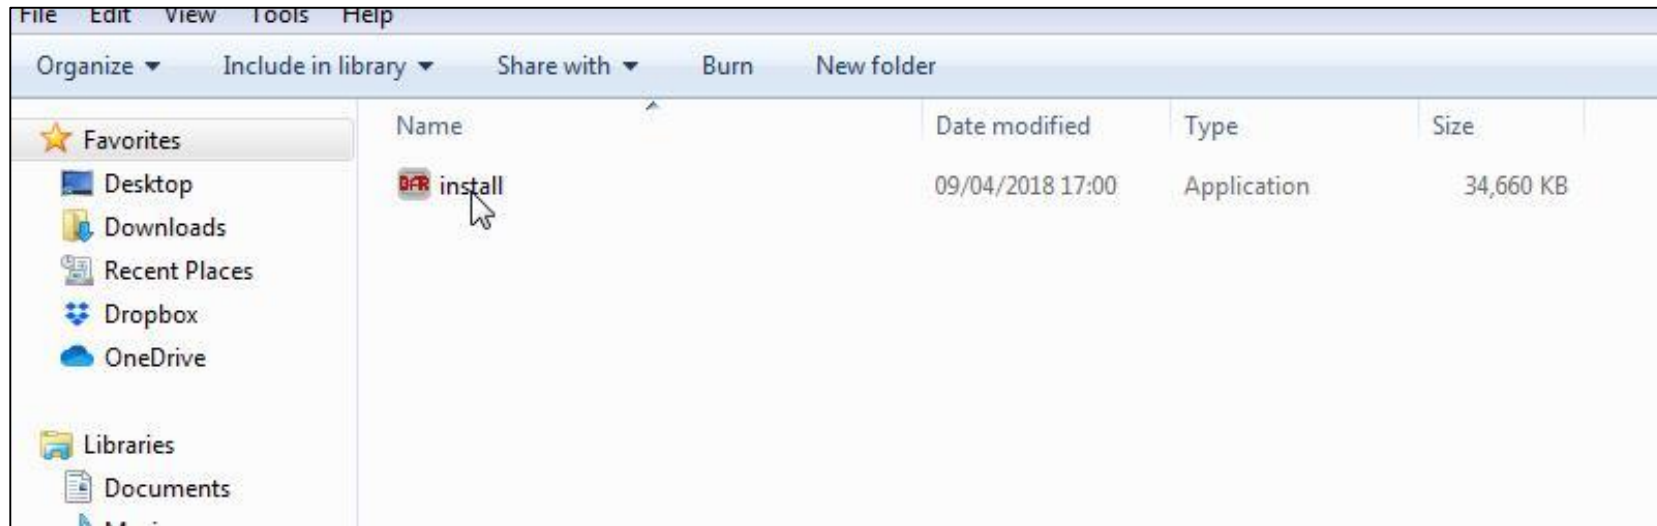 File Edit View Tools Help
Organize Include in library Share with Burn New folder
Favorites
Desktop
Downloads
Recent Places
Dropbox
OneDrive
Libraries
Documents
Name Date modified Type Size
install 09/04/2018 17:00 Application 34,660 KB